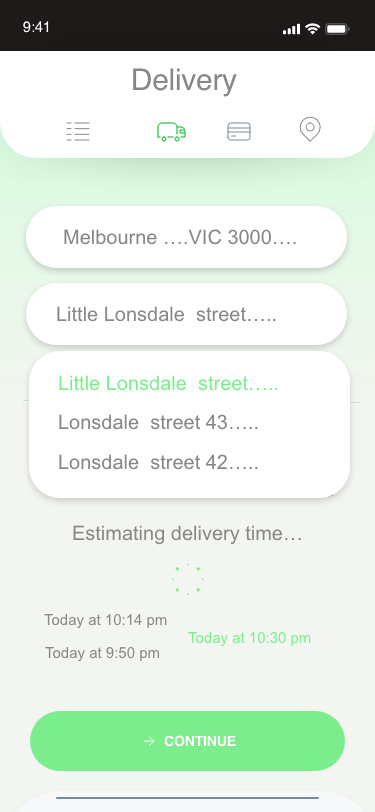 9:41
Delivery
Melbourne ….VIC 3000….
Little Lonsdale  street…..
Little Lonsdale  street…..
Lonsdale  street 43…..
Lonsdale  street 42…..
Estimating delivery time…
Today at 10:14 pm
Today at 10:30 pm
Today at 9:50 pm
CONTINUE